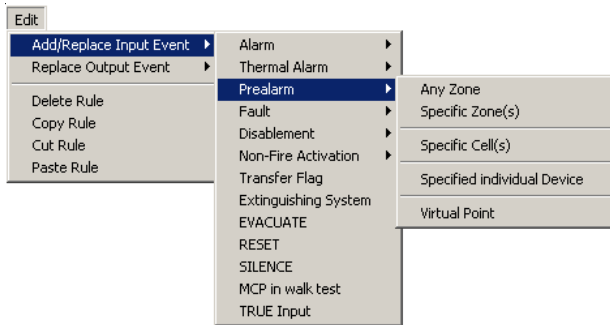 Edit
Add/Replace Input Event
Replace Output Event
Delete Rule
Copy Rule
Cut Rule
Paste Rule
Alarm
Thermal Alarm
Prealarm
Fault
Disablement
Non-Fire Activation
Transfer Flag
Extinguishing System
EVACUATE
RESET
SILENCE
MCP in walk test
TRUE Input
Any Zone
Specific Zone(s)
Specific Cell(s)
Specified individual Device
Virtual Point